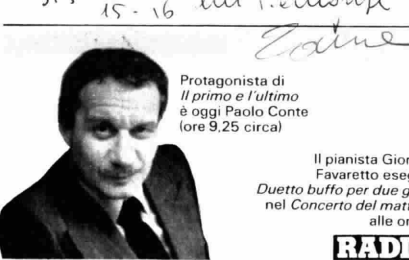 15-16
Protagonista di
Il primo e l'ultimo
è oggi Paolo Conte
(ore 9,25 circa)
Il pianista Gior
Favaretto eseg
Duetto buffo per due g
nel Concerto del matt
alle or
RADI